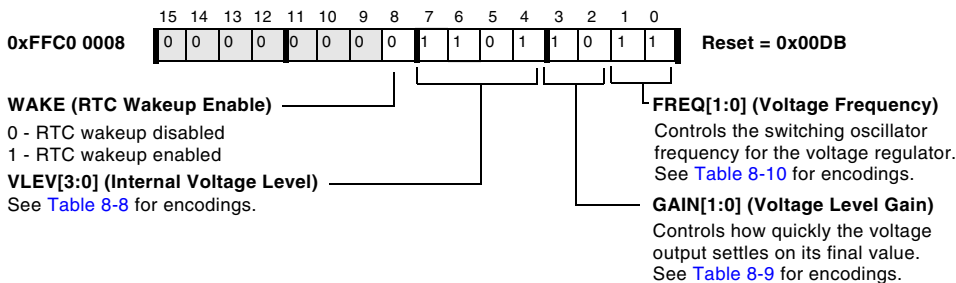 15 14 13 12 11 10 9 8 7 6 5 4 3 2 1 0
0xFFC0 0008 0 0 0 0 0 0 0 0 1 1 0 1 1 0 1 1 Reset = 0x00DB
WAKE (RTC Wakeup Enable)
0 - RTC wakeup disabled
1 - RTC wakeup enabled
VLEV[3:0] (Internal Voltage Level)
See Table 8-8 for encodings.
FREQ[1:0] (Voltage Frequency)
Controls the switching oscillator
frequency for the voltage regulator.
See Table 8-10 for encodings.
GAIN[1:0] (Voltage Level Gain)
Controls how quickly the voltage
output settles on its final value.
See Table 8-9 for encodings.